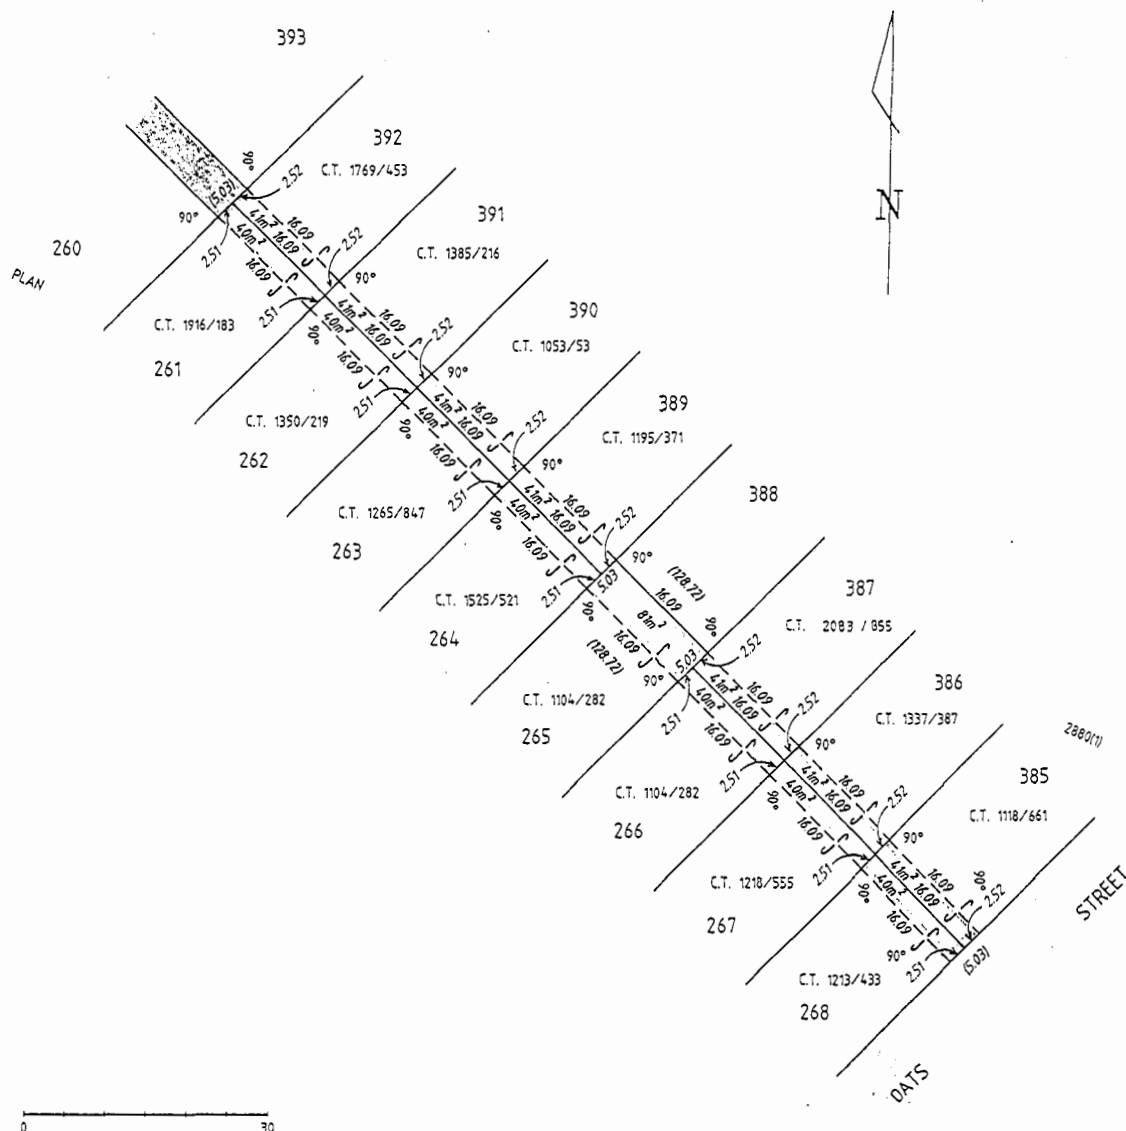 393
392
C.T. 1769/453
391
C.T. 1385/216
390
C.T. 1053/53
389
C.T. 1195/371
388
387
C.T. 2083 / 855
386
C.T. 1337/387
385
C.T. 1118/661
2880(1)
N
PLAN
260
C.T. 1916/183
261
C.T. 1350/219
262
C.T. 1265/847
263
C.T. 1525/521
264
C.T. 1104/282
265
C.T. 1104/282
266
C.T. 1218/555
267
C.T. 1213/433
268
DATS
STREET
90°
(5.03)
2.52
90°
2.51
41m² 16.09
16.09
40m²
16.09
2.52
90°
2.51
90°
41m² 16.09
16.09
40m²
16.09
2.52
90°
2.51
90°
41m² 16.09
16.09
40m²
16.09
2.52
90°
2.51
90°
41m² 16.09
16.09
40m²
16.09
2.52
90°
2.51
5.03
90°
(128.72)
16.09
81m²
16.09
(128.72)
90°
5.03
2.52
90°
2.51
41m² 16.09
16.09
40m²
16.09
2.52
90°
2.51
90°
41m² 16.09
16.09
40m²
16.09
2.52
90°
2.51
90°
41m² 16.09
16.09
40m²
16.09
90°
2.52
90°
2.51
(5.03)
0 30